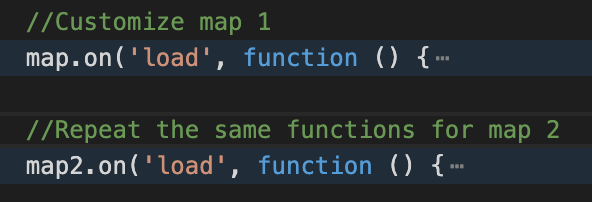 //Customize map 1
map.on('load', function () {…
//Repeat the same functions for map 2
map2.on('load', function () {…